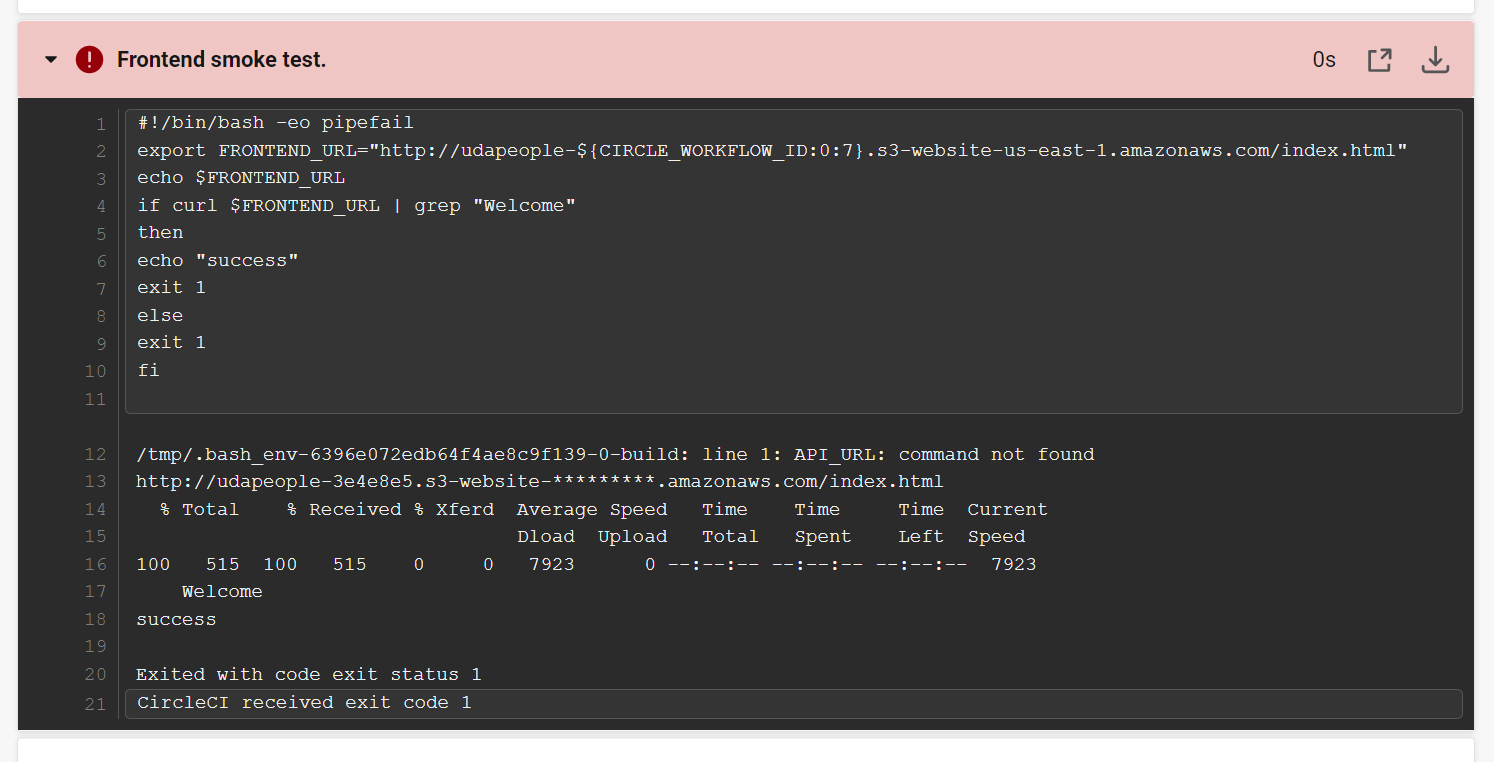 Frontend smoke test.
0s
1 #!/bin/bash -eo pipefail
2 export FRONTEND_URL="http://udapeople-${CIRCLE_WORKFLOW_ID:0:7}.s3-website-us-east-1.amazonaws.com/index.html"
3 echo $FRONTEND_URL
4 if curl $FRONTEND_URL | grep "Welcome"
5 then
6 echo "success"
7 exit 1
8 else
9 exit 1
10 fi
11
12 /tmp/.bash_env-6396e072edb64f4ae8c9f139-0-build: line 1: API_URL: command not found
13 http://udapeople-3e4e8e5.s3-website-*********.amazonaws.com/index.html
14 % Total % Received % Xferd Average Speed Time Time Time Current
15 Dload Upload Total Spent Left Speed
16 100 515 100 515 0 0 7923 0 --:--:-- --:--:-- --:--:-- 7923
17 Welcome
18 success
19
20 Exited with code exit status 1
21 CircleCI received exit code 1